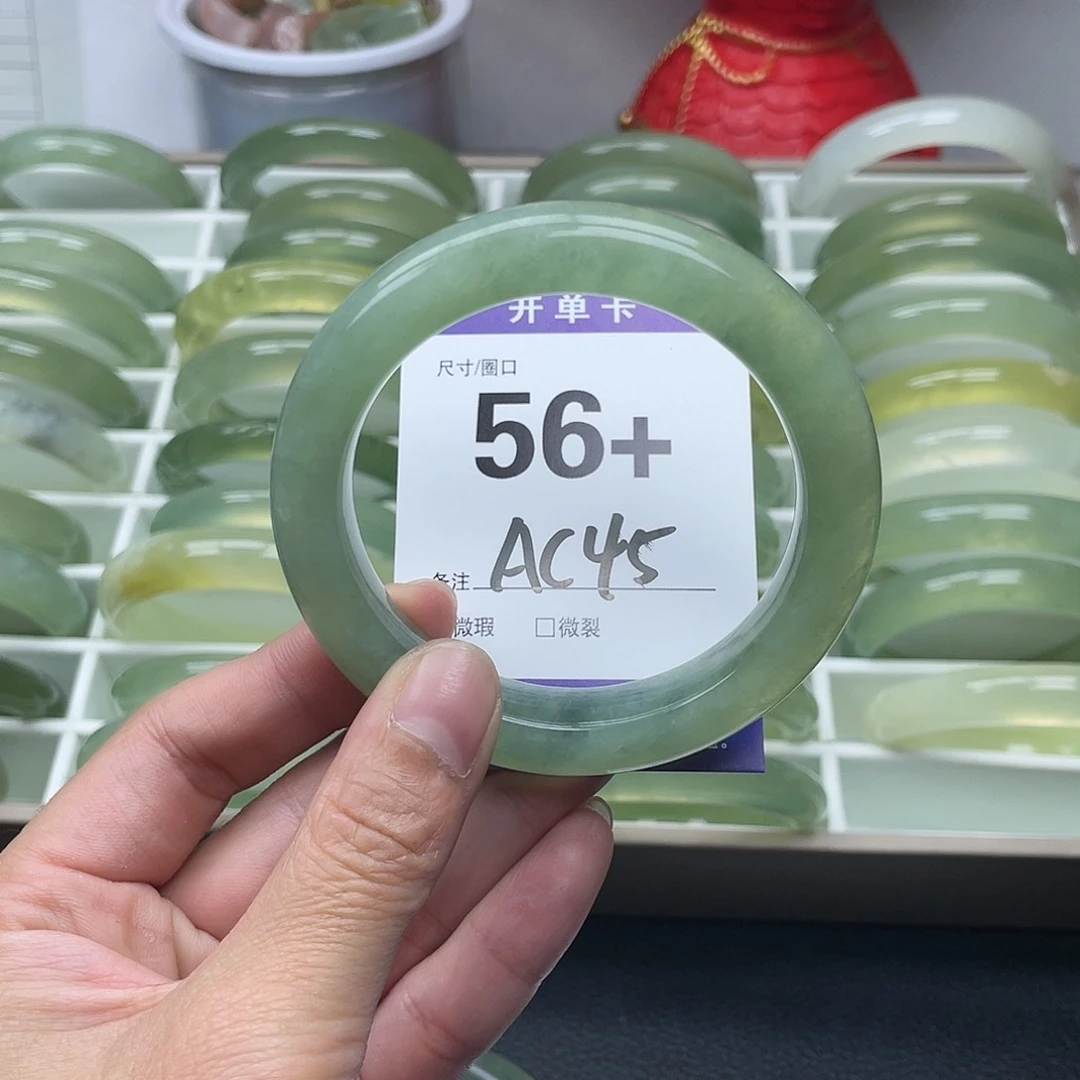 开单卡
尺寸/圈口
56+
备注 AC45
微瑕 □微裂